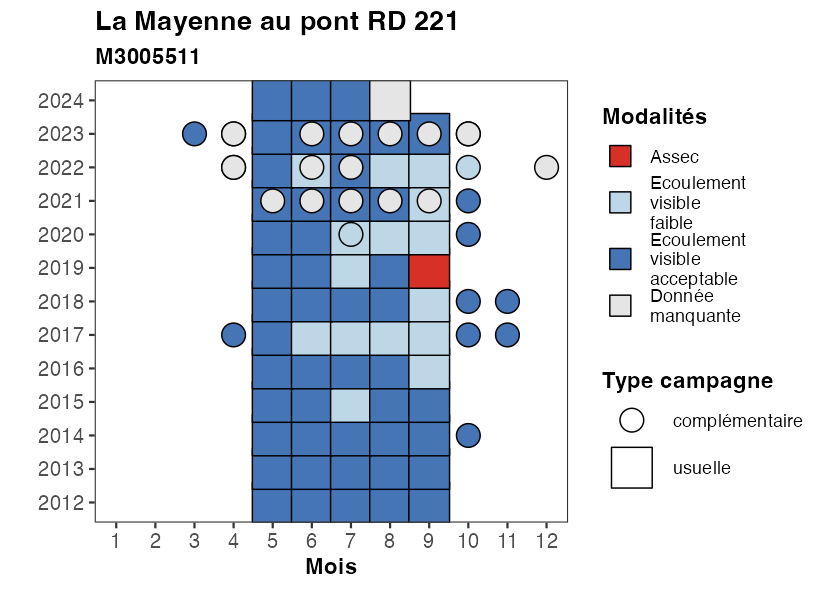 La Mayenne au pont RD 221
M3005511
2024
2023
2022
2021
2020
2019
2018
2017
2016
2015
2014
2013
2012
1 2 3 4 5 6 7 8 9 10 11 12
Mois
Modalités
Assec
Ecoulement
visible
faible
Ecoulement
visible
acceptable
Donnée
manquante
Type campagne
complémentaire
usuelle